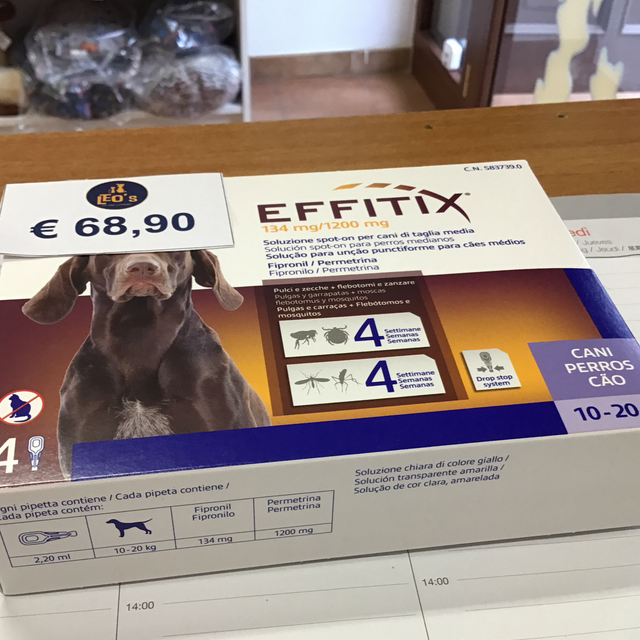 C.N. 583739.0
LEO's
€ 68,90
EFFITIX®
134 mg/1200 mg
Soluzione spot-on per cani di taglia media
Solución spot-on para perros medianos
Solução para unção punctiforme para cães médios
Fipronil / Permetrina
Fipronilo / Permetrina
Pulci e zecche + flebotomi e zanzare
Pulgas y garrapatas + moscas
flebotomus y mosquitos
Pulgas e carraças + Flebótomos e
mosquitos
4 Settimane
Semanas
Semanas
4 Settimane
Semanas
Semanas
Drop stop
system
CANI
PERROS
CÃO
10-20
4
Soluzione chiara di colore giallo /
Solución transparente amarilla /
Solução de cor clara, amarelada
ogni pipetta contiene / Cada pipeta contiene /
Cada pipeta contém:
Fipronil
Fipronilo
Permetrina
Permetrina
2,20 ml
10-20 kg
134 mg
1200 mg
edì
/ Jueves
/ Jeudi /
14:00
14:00